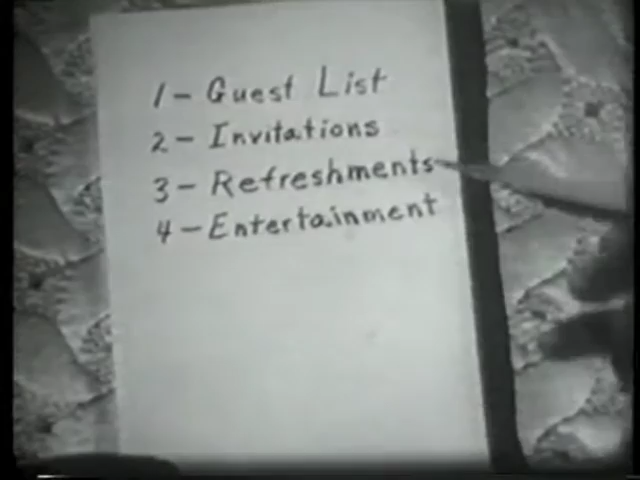 1 - Guest List
2 - Invitations
3 - Refreshments
4 - Entertainment